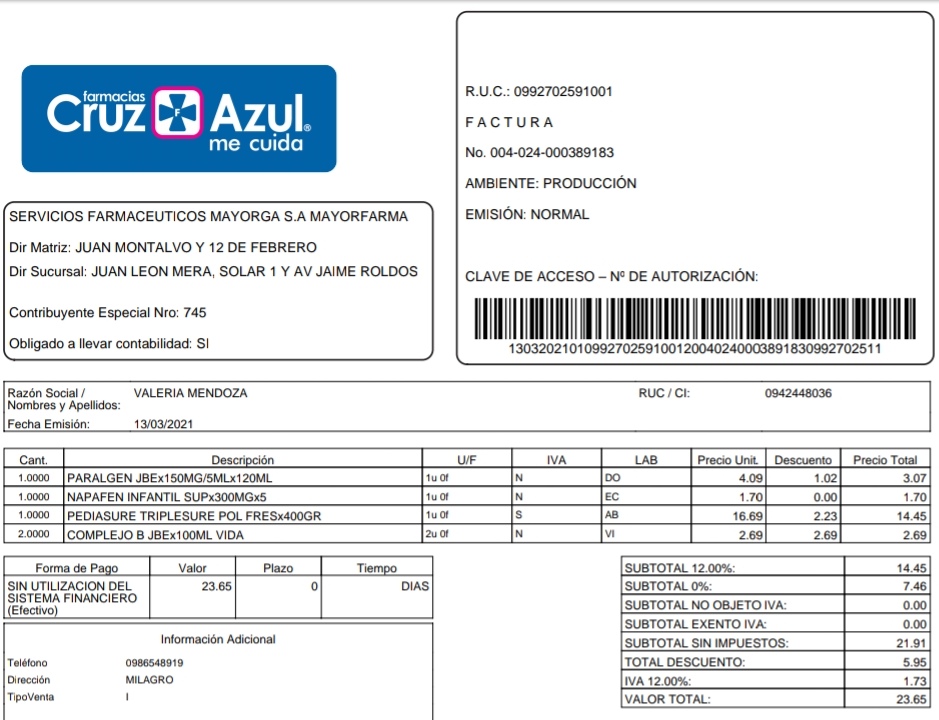 farmacias
Cruz Azul®
me cuida
R.U.C.: 0992702591001
F A C T U R A
No. 004-024-000389183
AMBIENTE: PRODUCCIÓN
EMISIÓN: NORMAL
CLAVE DE ACCESO – Nº DE AUTORIZACIÓN:
1303202101099270259100120040240003891830992702511
SERVICIOS FARMACEUTICOS MAYORGA S.A MAYORFARMA
Dir Matriz: JUAN MONTALVO Y 12 DE FEBRERO
Dir Sucursal: JUAN LEON MERA, SOLAR 1 Y AV JAIME ROLDOS
Contribuyente Especial Nro: 745
Obligado a llevar contabilidad: SI
Razón Social / Nombres y Apellidos: VALERIA MENDOZA RUC / CI: 0942448036
Fecha Emisión: 13/03/2021
Cant. Descripción U/F IVA LAB Precio Unit. Descuento Precio Total
1.0000 PARALGEN JBEx150MG/5MLx120ML 1u 0f N DO 4.09 1.02 3.07
1.0000 NAPAFEN INFANTIL SUPx300MGx5 1u 0f N EC 1.70 0.00 1.70
1.0000 PEDIASURE TRIPLESURE POL FRESx400GR 1u 0f S AB 16.69 2.23 14.45
2.0000 COMPLEJO B JBEx100ML VIDA 2u 0f N VI 2.69 2.69 2.69
Forma de Pago Valor Plazo Tiempo
SIN UTILIZACION DEL 23.65 0 DIAS
SISTEMA FINANCIERO
(Efectivo)
Información Adicional
Teléfono 0986548919
Dirección MILAGRO
TipoVenta I
SUBTOTAL 12.00%: 14.45
SUBTOTAL 0%: 7.46
SUBTOTAL NO OBJETO IVA: 0.00
SUBTOTAL EXENTO IVA: 0.00
SUBTOTAL SIN IMPUESTOS: 21.91
TOTAL DESCUENTO: 5.95
IVA 12.00%: 1.73
VALOR TOTAL: 23.65